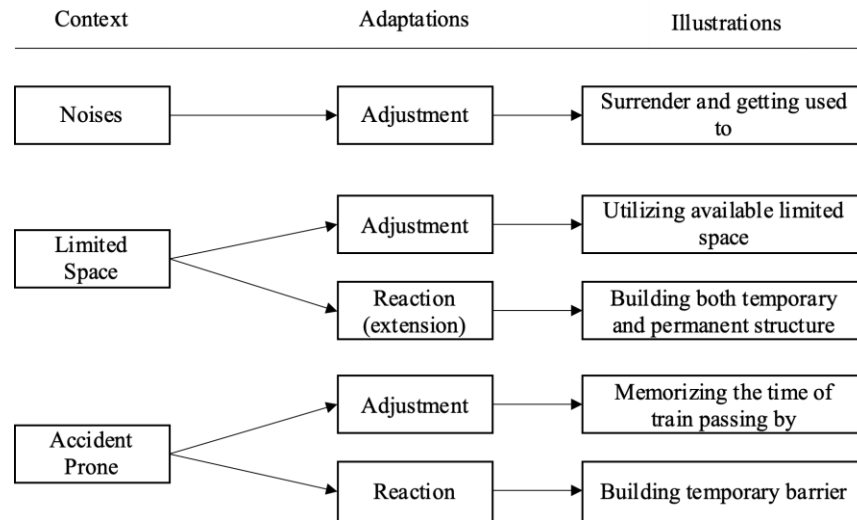 Context
Adaptations
Illustrations
Noises
Adjustment
Surrender and getting used
to
Limited
Space
Adjustment
Utilizing available limited
space
Reaction
(extension)
Building both temporary
and permanent structure
Accident
Prone
Adjustment
Memorizing the time of
train passing by
Reaction
Building temporary barrier